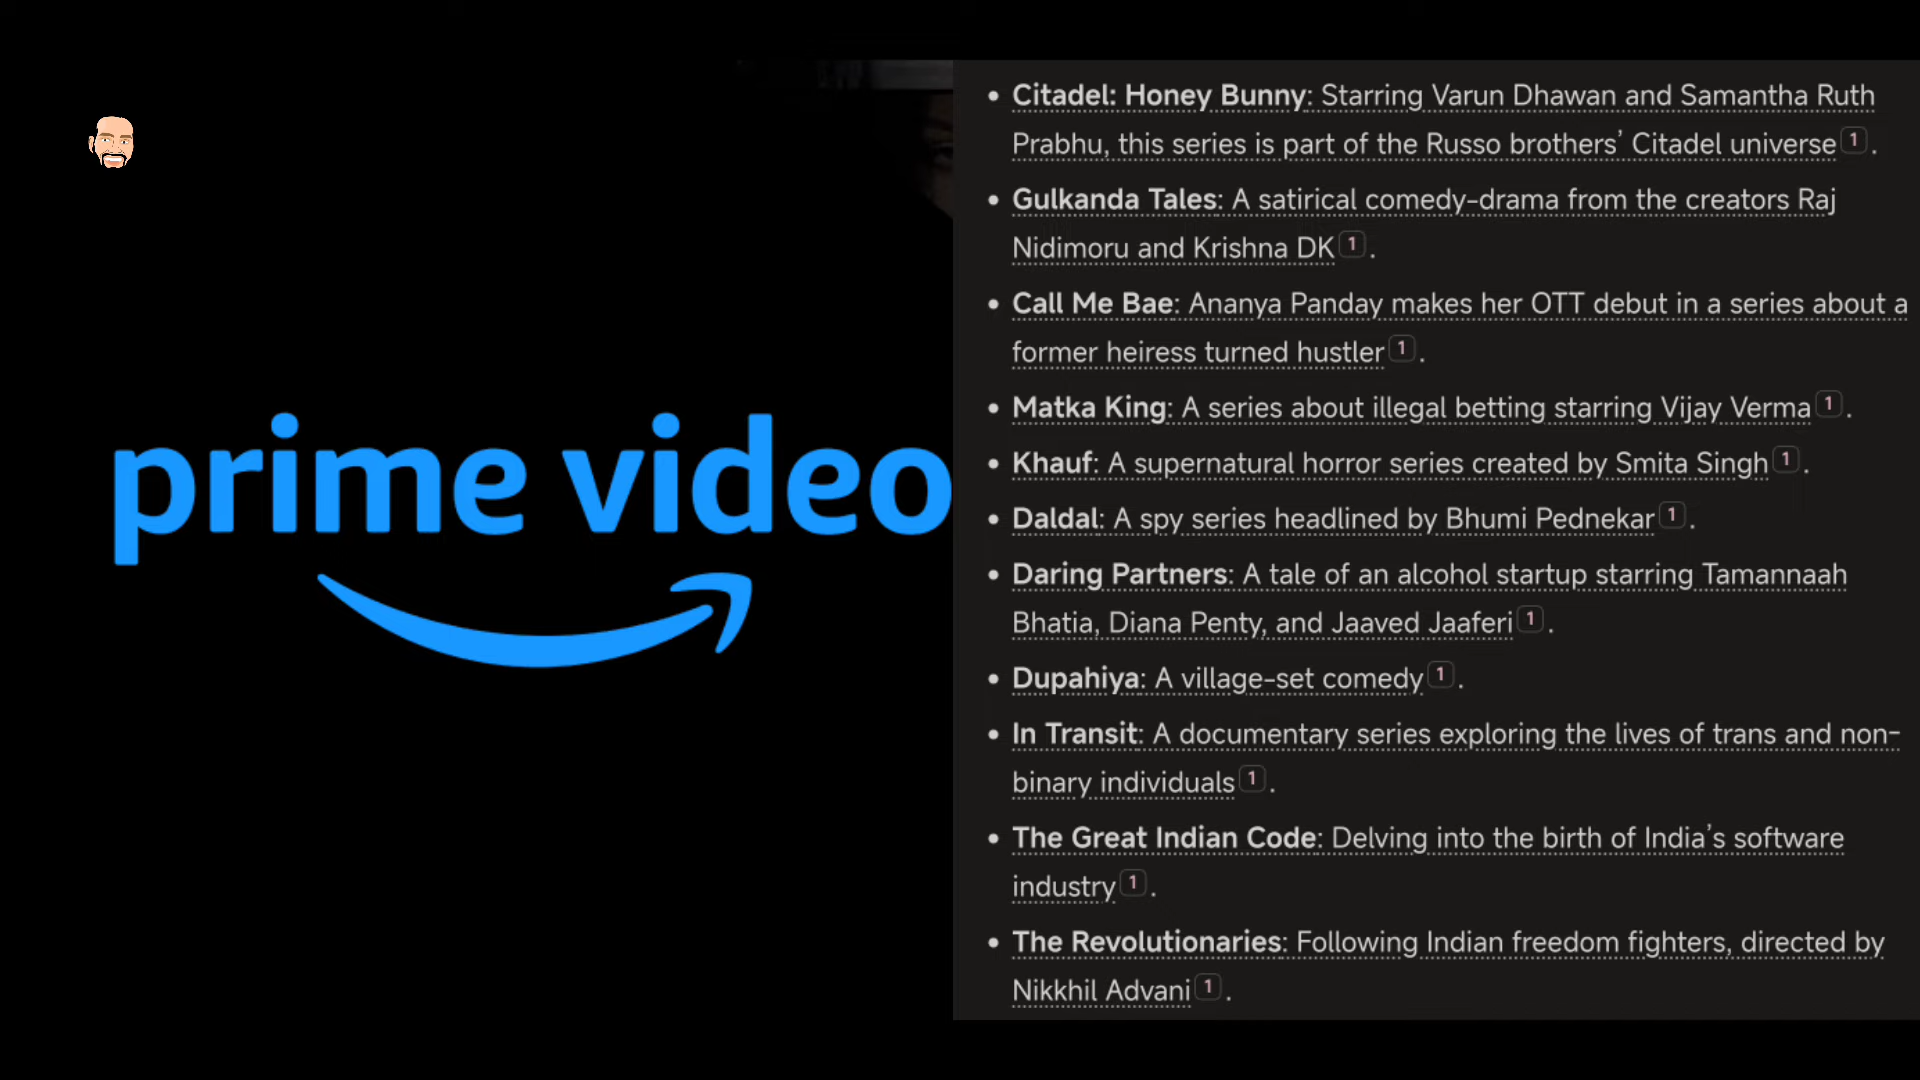 prime video
• Citadel: Honey Bunny: Starring Varun Dhawan and Samantha Ruth
Prabhu, this series is part of the Russo brothers’ Citadel universe 1 .
• Gulkanda Tales: A satirical comedy-drama from the creators Raj
Nidimoru and Krishna DK 1 .
• Call Me Bae: Ananya Panday makes her OTT debut in a series about a
former heiress turned hustler 1 .
• Matka King: A series about illegal betting starring Vijay Verma 1 .
• Khauf: A supernatural horror series created by Smita Singh 1 .
• Daldal: A spy series headlined by Bhumi Pednekar 1 .
• Daring Partners: A tale of an alcohol startup starring Tamannaah
Bhatia, Diana Penty, and Jaaved Jaaferi 1 .
• Dupahiya: A village-set comedy 1 .
• In Transit: A documentary series exploring the lives of trans and non-
binary individuals 1 .
• The Great Indian Code: Delving into the birth of India’s software
industry 1 .
• The Revolutionaries: Following Indian freedom fighters, directed by
Nikkhil Advani 1 .